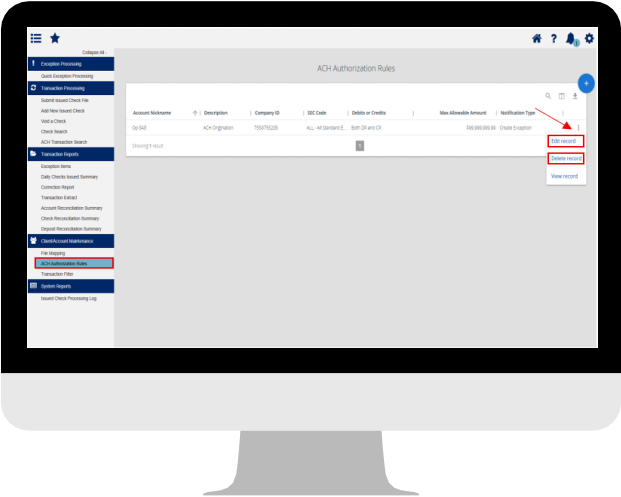 ?
1
Collapse All -
Exception Processing
Quick Exception Processing
Transaction Processing
Submit Issued Check File
Add New Issued Check
Void a Check
Check Search
ACH Transaction Search
Transaction Reports
Exception Items
Daily Checks Issued Summary
Correction Report
Transaction Extract
Account Reconciliation Summary
Check Reconciliation Summary
Deposit Reconciliation Summary
Client/Account Maintenance
File Mapping
ACH Authorization Rules
Transaction Filter
System Reports
Issued Check Processing Log
ACH Authorization Rules
+
Account Nickname Description Company ID SEC Code Debits or Credits Max Allowable Amount Notification Type
ACH Origination ALL - All Standard E... Both DR and CR Create Exception
Showing
Edit record
Delete record
View record